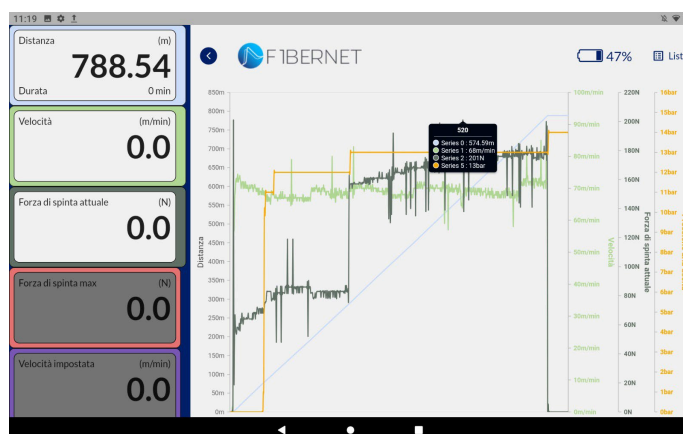 11:19
Distanza (m)
788.54
Durata 0 min
Velocità (m/min)
0.0
Forza di spinta attuale (N)
0.0
Forza di spinta max (N)
0.0
Velocità impostata (m/min)
0.0
F1BERNET
47%
List
850m
800m
750m
700m
650m
600m
550m
500m
450m
400m
350m
300m
250m
200m
150m
100m
50m
0m
Distanza
520
Series 0 : 574.59m
Series 1 : 68m/min
Series 2 : 201N
Series 5 : 13bar
100m/min
90m/min
80m/min
70m/min
60m/min
50m/min
40m/min
30m/min
20m/min
10m/min
0m/min
Velocità
220N
200N
180N
160N
140N
120N
100N
80N
60N
40N
20N
0N
Forza di spinta attuale
16bar
15bar
14bar
13bar
12bar
11bar
10bar
9bar
8bar
7bar
6bar
5bar
4bar
3bar
2bar
1bar
0bar